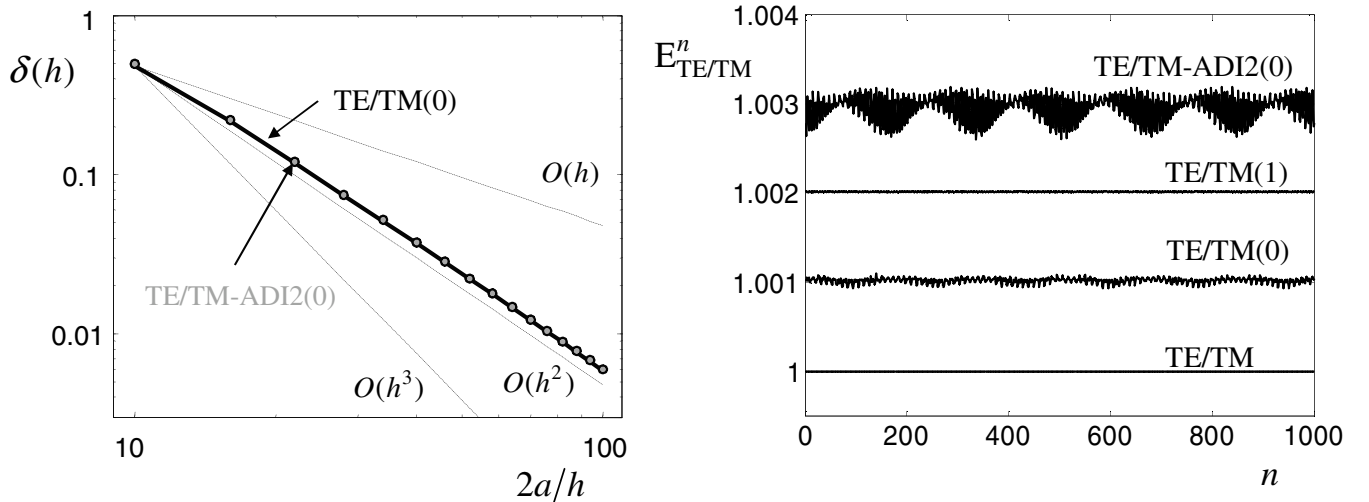 1
δ(h)
TE/TM(0)
O(h)
0.1
TE/TM-ADI2(0)
0.01
O(h³)
O(h²)
10
100
2a/h
1.004
Eⁿ_TE/TM
TE/TM-ADI2(0)
1.003
TE/TM(1)
1.002
TE/TM(0)
1.001
TE/TM
1
0
200
400
600
800
1000
n